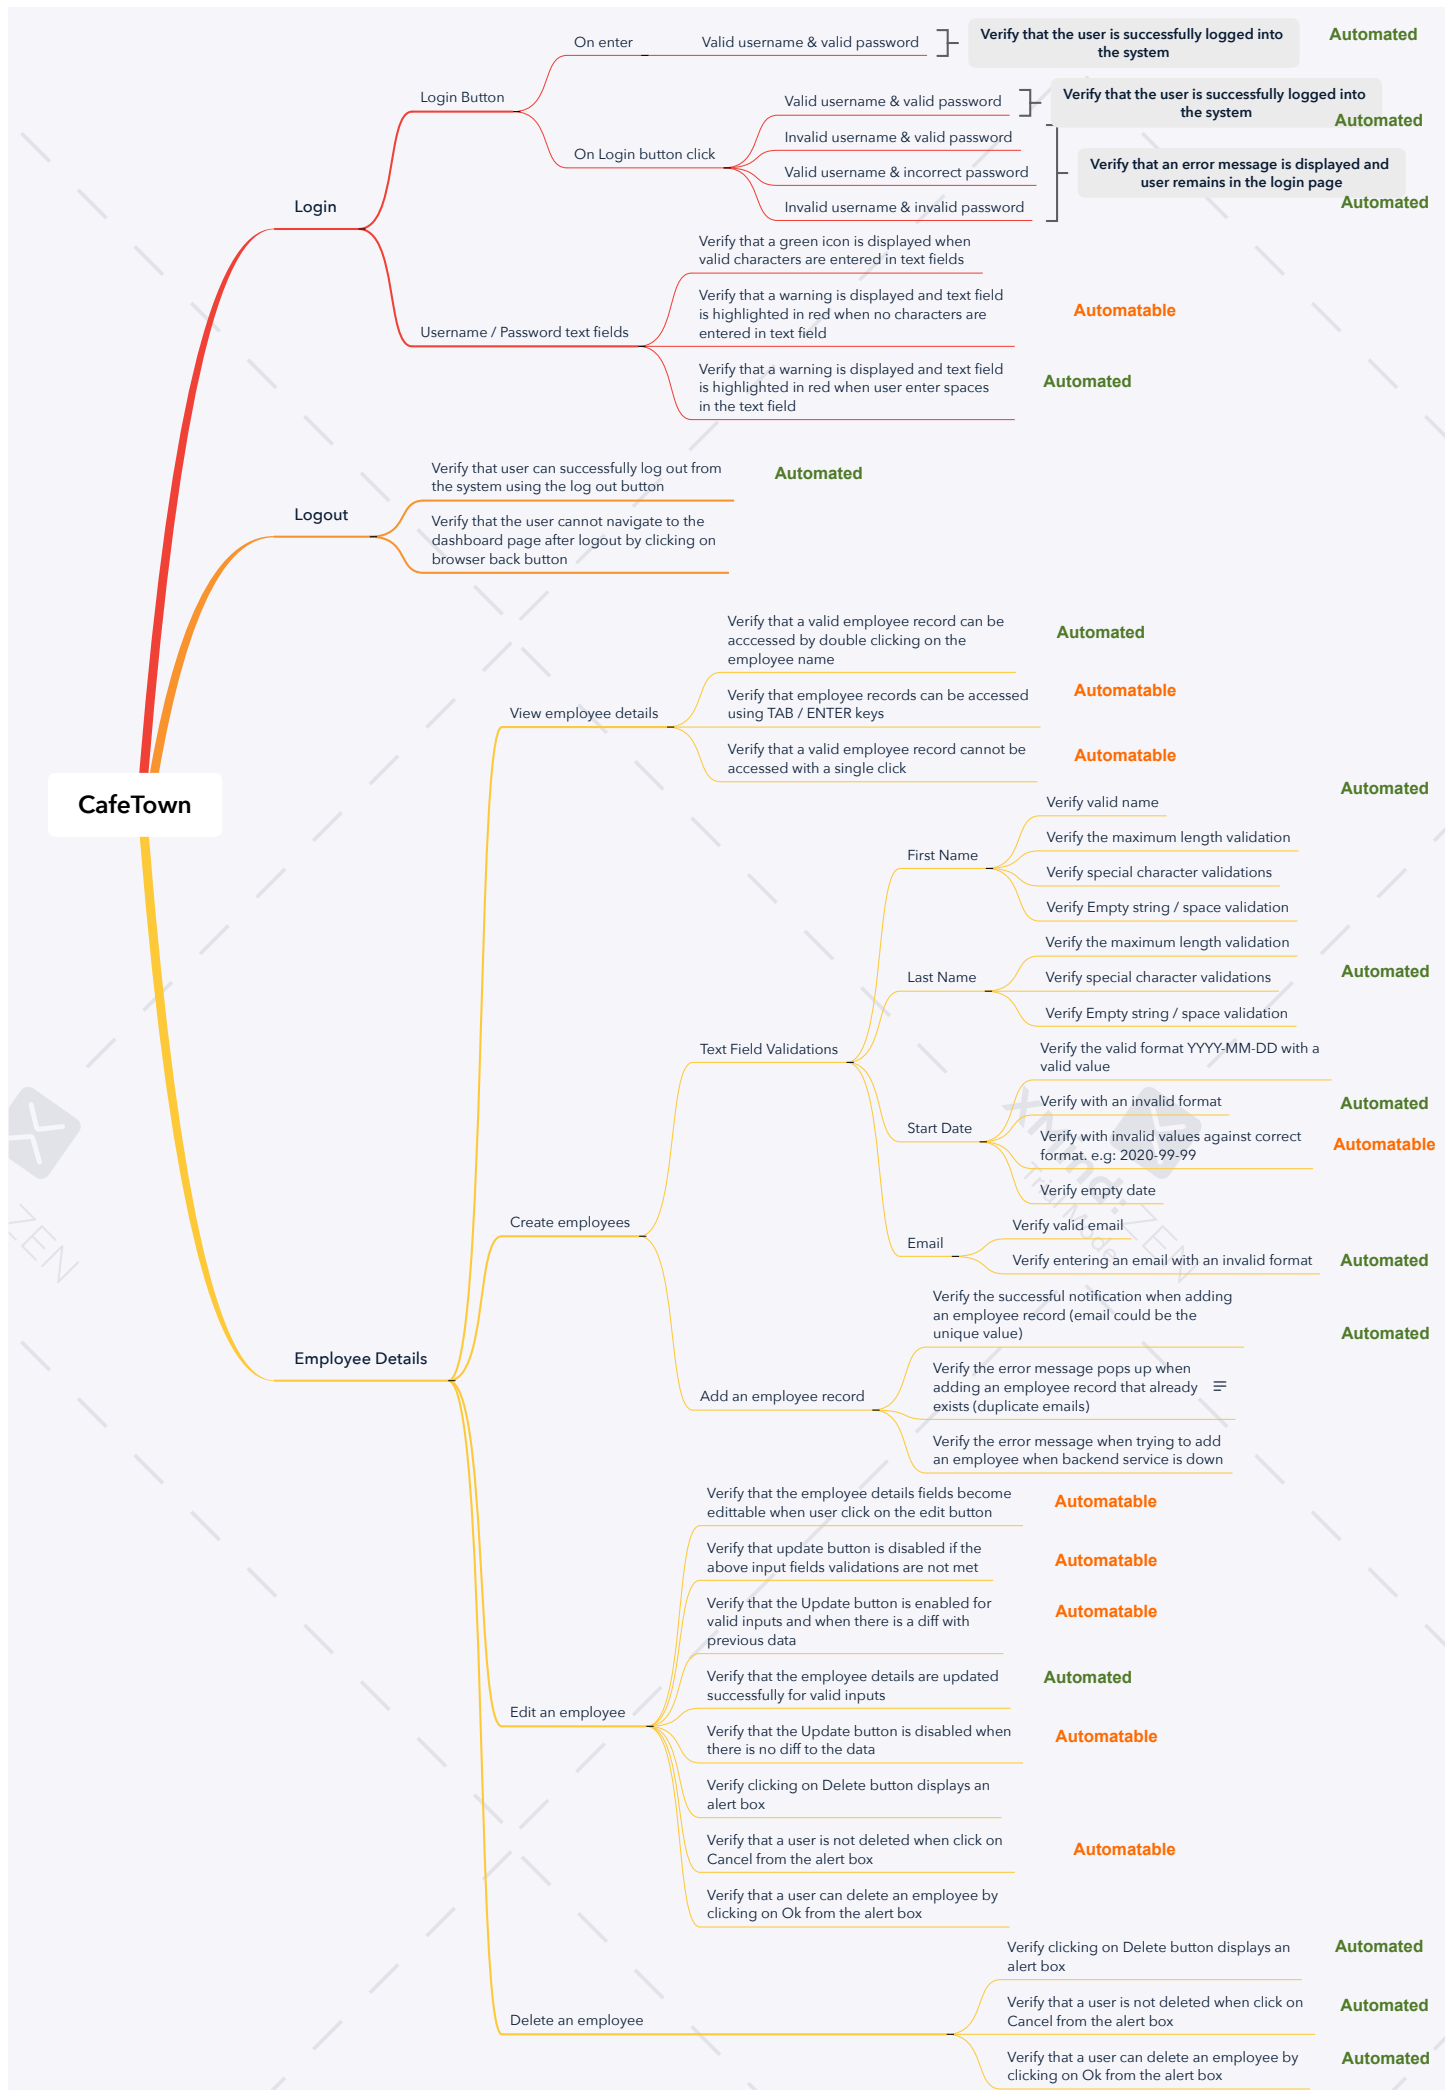 On enter
Valid username & valid password
Verify that the user is successfully logged into
the system
Automated
Login Button
Valid username & valid password
Verify that the user is successfully logged into
the system
Automated
Invalid username & valid password
On Login button click
Valid username & incorrect password
Verify that an error message is displayed and
user remains in the login page
Automated
Invalid username & invalid password
Login
Verify that a green icon is displayed when
valid characters are entered in text fields
Verify that a warning is displayed and text field
is highlighted in red when no characters are
entered in text field
Automatable
Username / Password text fields
Verify that a warning is displayed and text field
is highlighted in red when user enter spaces
in the text field
Automated
Verify that user can successfully log out from
the system using the log out button
Automated
Logout
Verify that the user cannot navigate to the
dashboard page after logout by clicking on
browser back button
Verify that a valid employee record can be
acccessed by double clicking on the
employee name
Automated
View employee details
Verify that employee records can be accessed
using TAB / ENTER keys
Automatable
Verify that a valid employee record cannot be
accessed with a single click
Automatable
CafeTown
Automated
Verify valid name
Verify the maximum length validation
First Name
Verify special character validations
Verify Empty string / space validation
Verify the maximum length validation
Last Name
Verify special character validations
Automated
Verify Empty string / space validation
Text Field Validations
Verify the valid format YYYY-MM-DD with a
valid value
Verify with an invalid format
Automated
Start Date
Verify with invalid values against correct
format. e.g: 2020-99-99
Automatable
Verify empty date
XMind:ZEN
Trial Mode
ZEN
Create employees
Verify valid email
Email
Verify entering an email with an invalid format
Automated
Verify the successful notification when adding
an employee record (email could be the
unique value)
Automated
Employee Details
Verify the error message pops up when
adding an employee record that already
exists (duplicate emails)
Add an employee record
Verify the error message when trying to add
an employee when backend service is down
Verify that the employee details fields become
edittable when user click on the edit button
Automatable
Verify that update button is disabled if the
above input fields validations are not met
Automatable
Verify that the Update button is enabled for
valid inputs and when there is a diff with
previous data
Automatable
Verify that the employee details are updated
successfully for valid inputs
Automated
Edit an employee
Verify that the Update button is disabled when
there is no diff to the data
Automatable
Verify clicking on Delete button displays an
alert box
Verify that a user is not deleted when click on
Cancel from the alert box
Automatable
Verify that a user can delete an employee by
clicking on Ok from the alert box
Verify clicking on Delete button displays an
alert box
Automated
Delete an employee
Verify that a user is not deleted when click on
Cancel from the alert box
Automated
Verify that a user can delete an employee by
clicking on Ok from the alert box
Automated